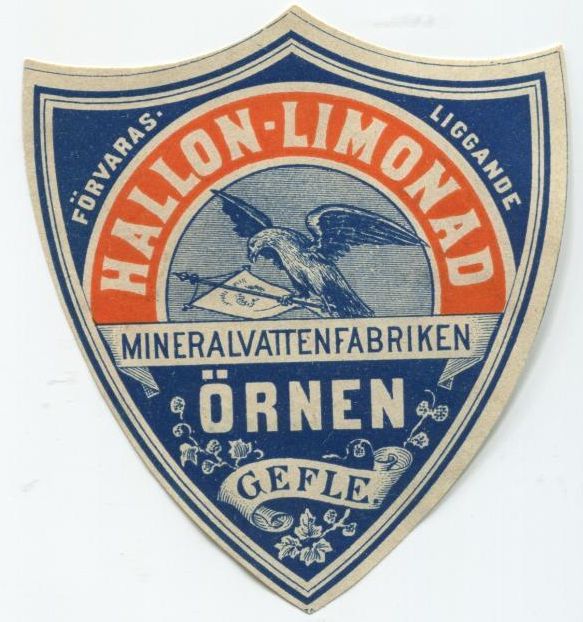 FÖRVARAS. LIGGANDE
HALLON-LIMONAD
MINERALVATTENFABRIKEN
ÖRNEN
GEFLE.